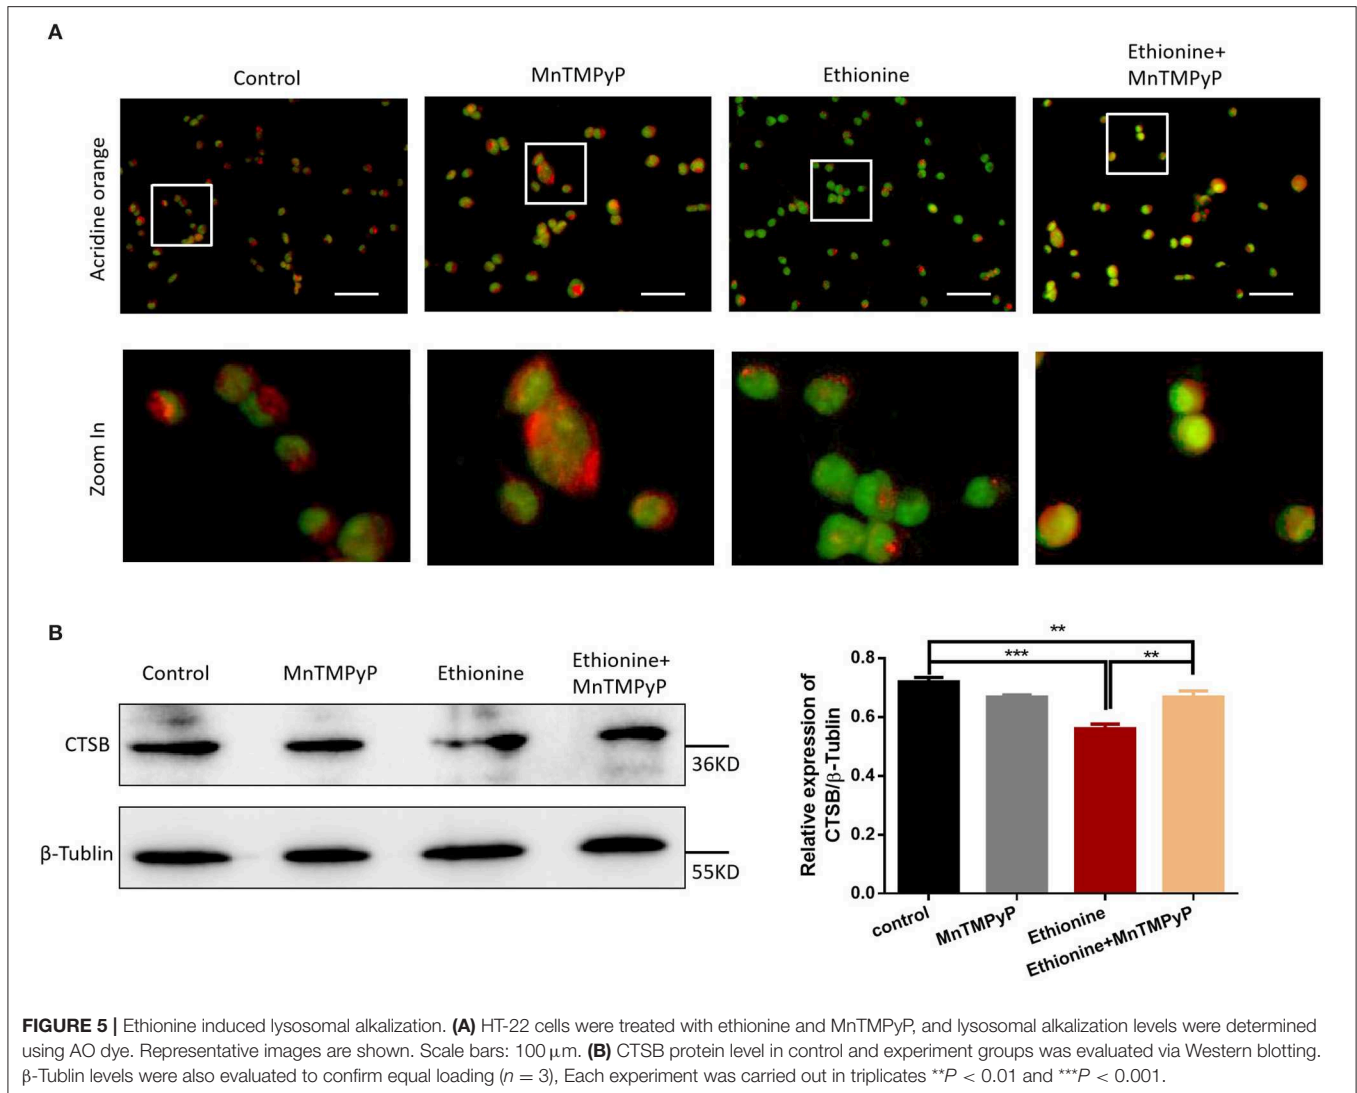 A
Control
MnTMPyP
Ethionine
Ethionine+
MnTMPyP
Acridine orange
Zoom In
B
Control
MnTMPyP
Ethionine
Ethionine+
MnTMPyP
CTSB
36KD
β-Tublin
55KD
Relative expression of
CTSB/β-Tublin
0.8
0.6
0.4
0.2
0.0
**
***
**
control
MnTMPyP
Ethionine
Ethionine+MnTMPyP
FIGURE 5 | Ethionine induced lysosomal alkalization. (A) HT-22 cells were treated with ethionine and MnTMPyP, and lysosomal alkalization levels were determined
using AO dye. Representative images are shown. Scale bars: 100 μm. (B) CTSB protein level in control and experiment groups was evaluated via Western blotting.
β-Tublin levels were also evaluated to confirm equal loading (n = 3), Each experiment was carried out in triplicates **P < 0.01 and ***P < 0.001.